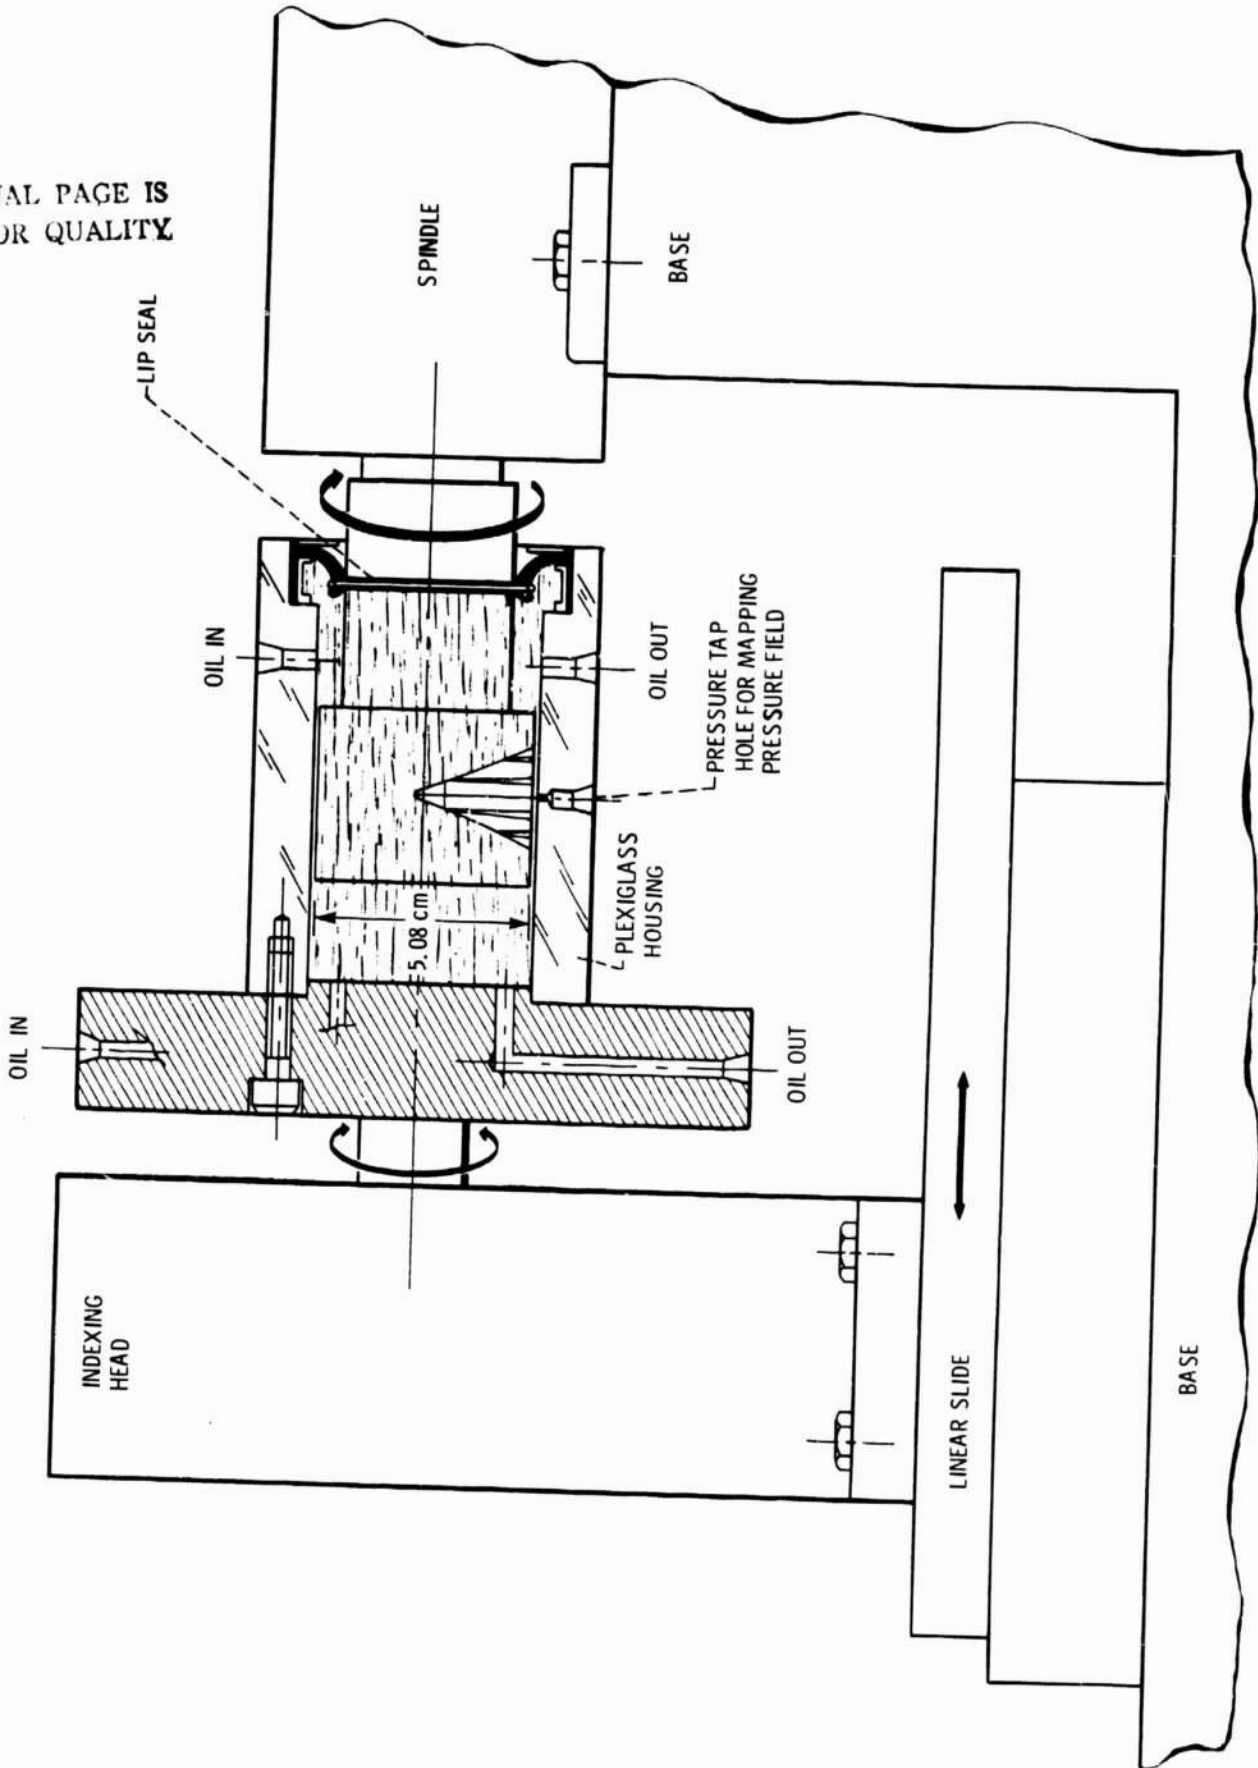 NAL PAGE IS
OR QUALITY
LIP SEAL
SPINDLE
BASE
OIL IN
OIL OUT
PRESSURE TAP
HOLE FOR MAPPING
PRESSURE FIELD
PLEXIGLASS
HOUSING
5.08 cm
OIL IN
OIL OUT
INDEXING
HEAD
LINEAR SLIDE
BASE